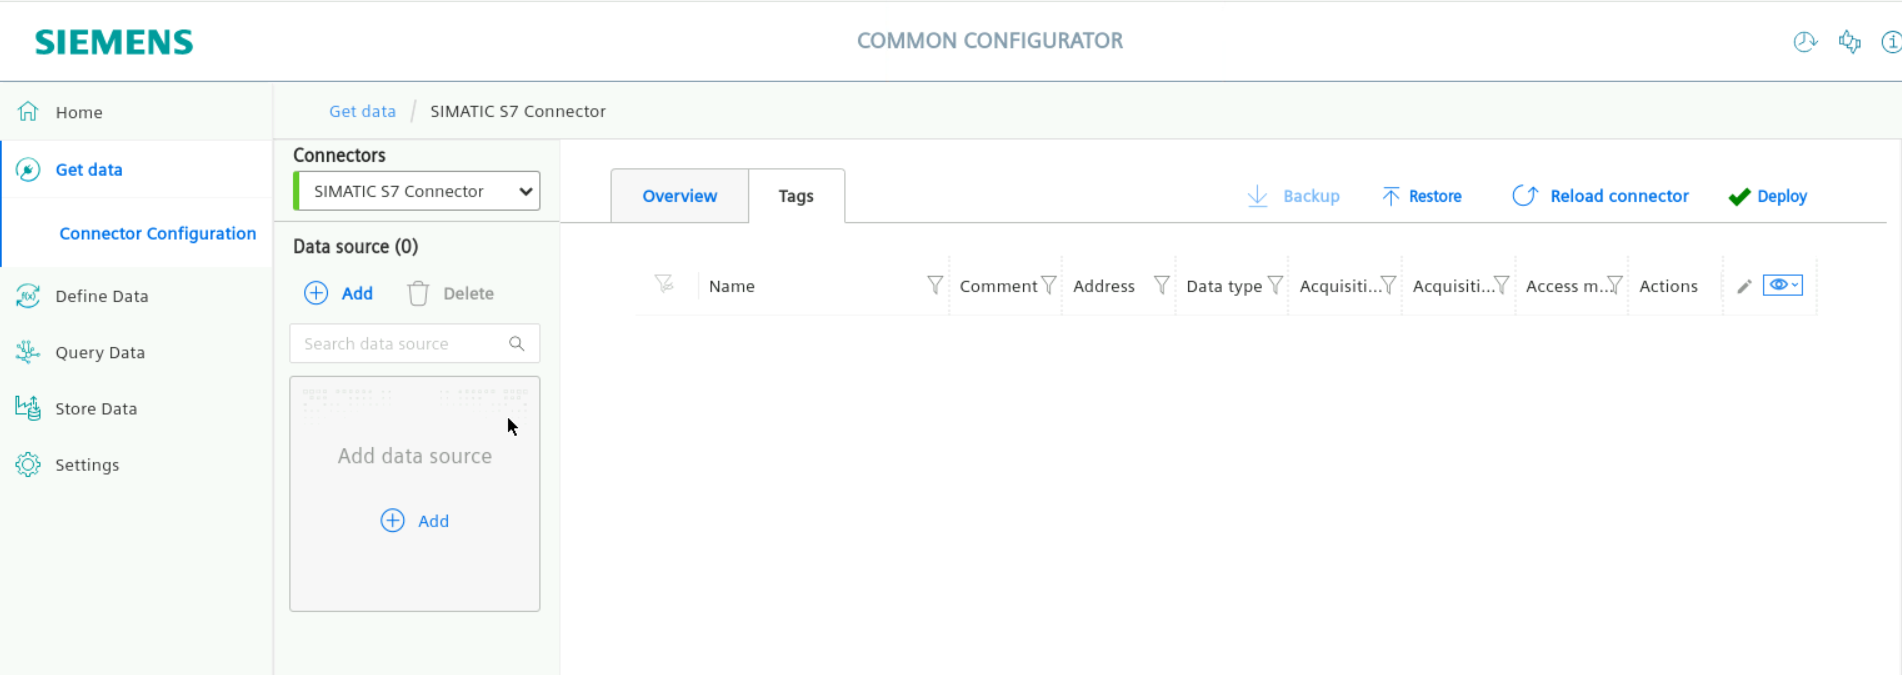 SIEMENS
COMMON CONFIGURATOR
Home
Get data
Connector Configuration
Define Data
Query Data
Store Data
Settings
Get data / SIMATIC S7 Connector
Connectors
SIMATIC S7 Connector
Data source (0)
Add Delete
Search data source
Add data source
Add
Overview Tags Backup Restore Reload connector Deploy
Name Comment Address Data type Acquisiti... Acquisiti... Access m... Actions